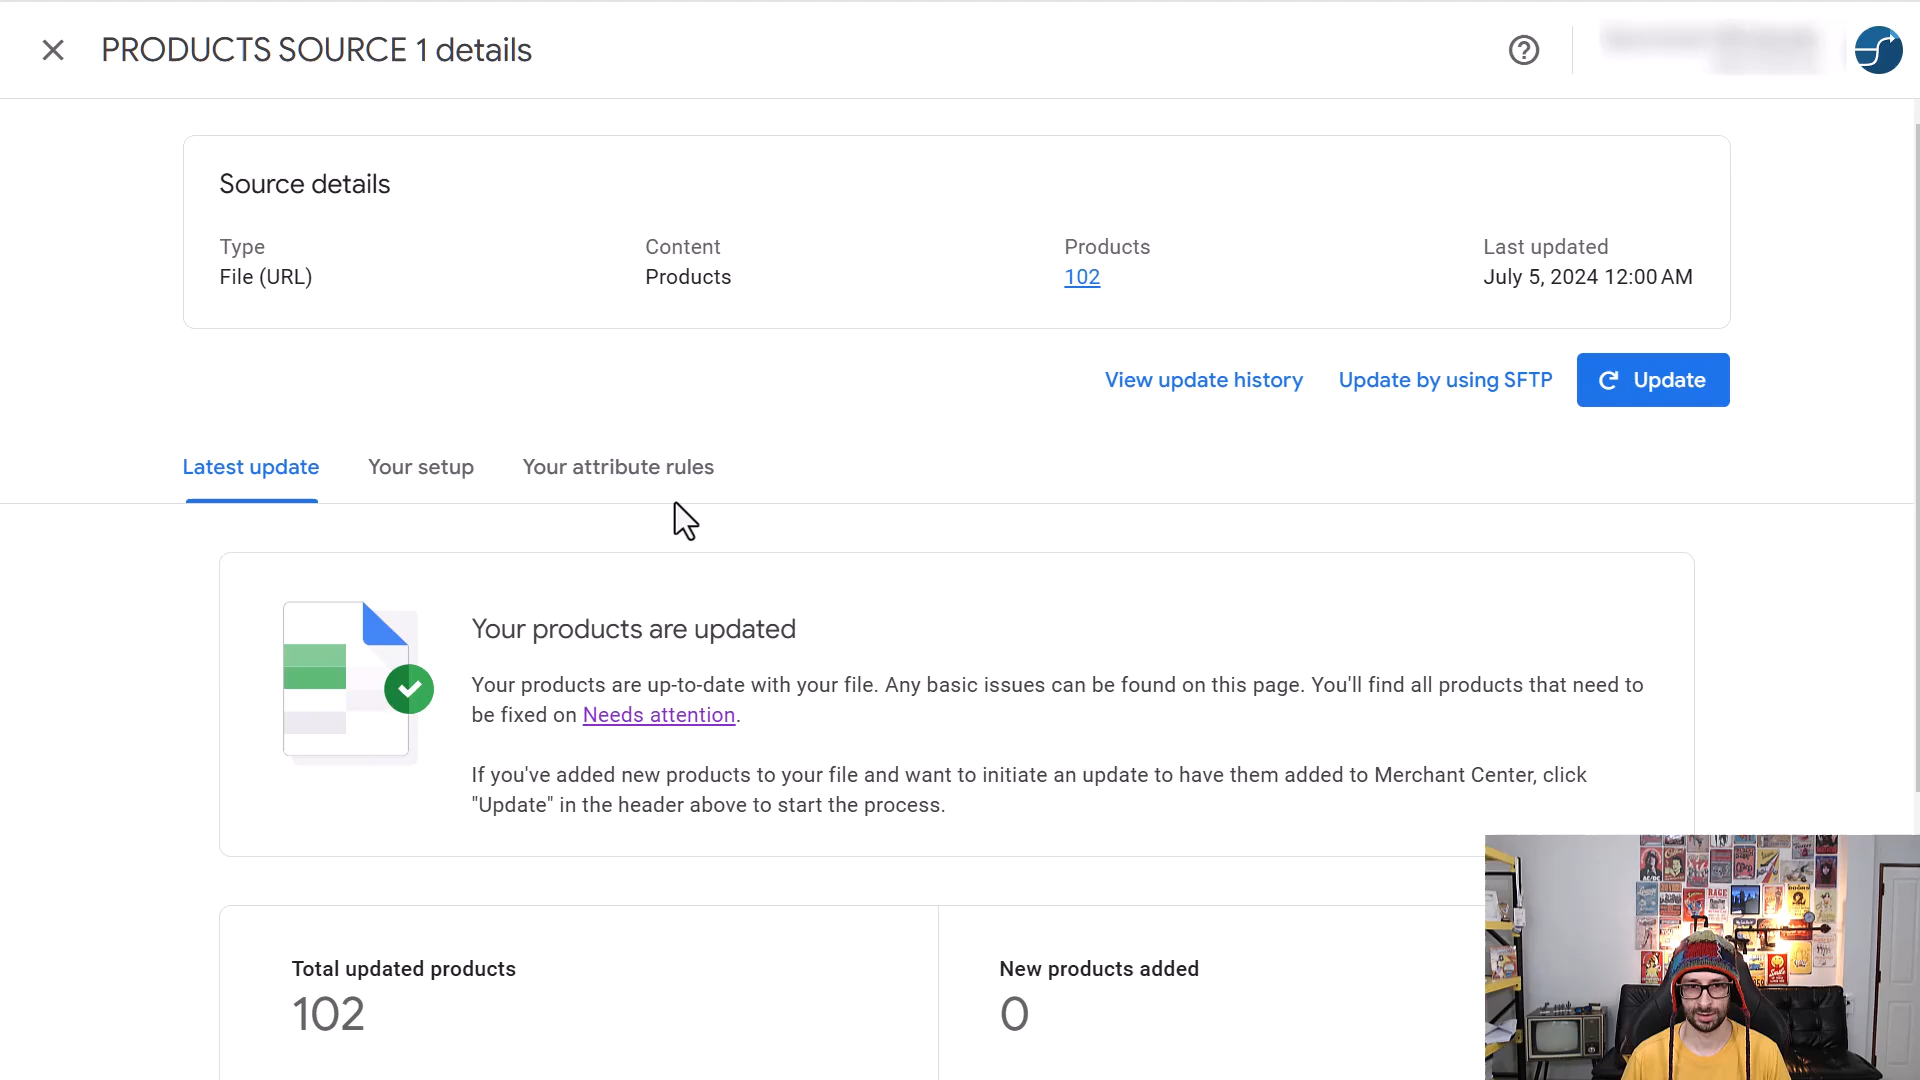 PRODUCTS SOURCE 1 details
Source details
Type
File (URL)
Content
Products
Products
102
Last updated
July 5, 2024 12:00 AM
View update history
Update by using SFTP
Update
Latest update
Your setup
Your attribute rules
Your products are updated
Your products are up-to-date with your file. Any basic issues can be found on this page. You'll find all products that need to
be fixed on Needs attention.
If you've added new products to your file and want to initiate an update to have them added to Merchant Center, click
"Update" in the header above to start the process.
Total updated products
102
New products added
0